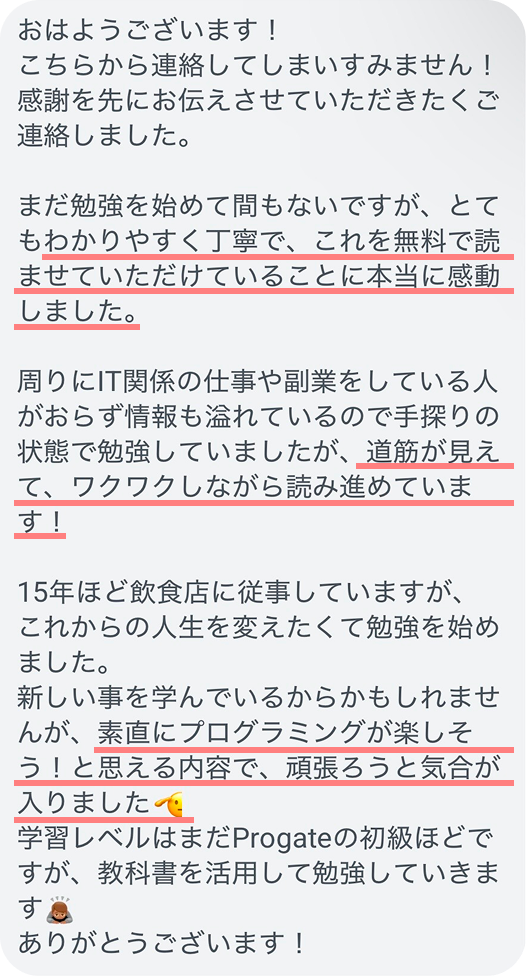 おはようございます！
こちらから連絡してしまいすみません！
感謝を先にお伝えさせていただきたくご
連絡しました。
まだ勉強を始めて間もないですが、とて
もわかりやすく丁寧で、これを無料で読
ませていただけていることに本当に感動
しました。
周りにIT関係の仕事や副業をしている人
がおらず情報も溢れているので手探りの
状態で勉強していましたが、道筋が見え
て、ワクワクしながら読み進めていま
す！
15年ほど飲食店に従事していますが、
これからの人生を変えたくて勉強を始め
ました。
新しい事を学んでいるからかもしれませ
んが、素直にプログラミングが楽しそ
う！と思える内容で、頑張ろうと気合が
入りました🫡
学習レベルはまだProgateの初級ほどで
すが、教科書を活用して勉強していきま
す🙇🏽
ありがとうございます！